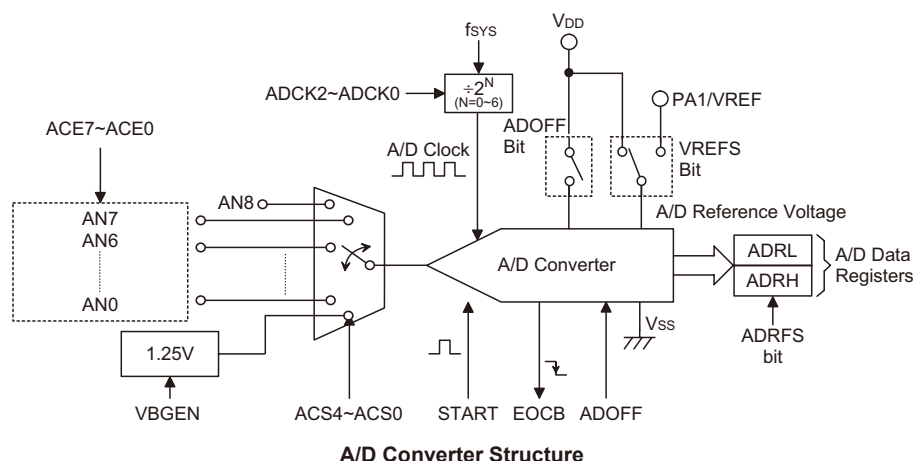 fSYS
VDD
÷2^N
(N=0~6)
ADCK2~ADCK0
PA1/VREF
ADOFF
Bit
VREFS
Bit
ACE7~ACE0
A/D Clock
AN8
AN7
AN6
AN0
A/D Reference Voltage
A/D Converter
ADRL
ADRH
A/D Data
Registers
VSS
ADRFS
bit
1.25V
VBGEN
ACS4~ACS0
START
EOCB
ADOFF
A/D Converter Structure